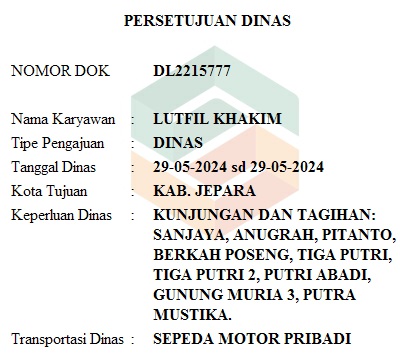 PERSETUJUAN DINAS
NOMOR DOK DL2215777
Nama Karyawan : LUTFIL KHAKIM
Tipe Pengajuan : DINAS
Tanggal Dinas : 29-05-2024 sd 29-05-2024
Kota Tujuan : KAB. JEPARA
Keperluan Dinas : KUNJUNGAN DAN TAGIHAN:
SANJAYA, ANUGRAH, PITANTO,
BERKAH POSENG, TIGA PUTRI,
TIGA PUTRI 2, PUTRI ABADI,
GUNUNG MURIA 3, PUTRA
MUSTIKA.
Transportasi Dinas : SEPEDA MOTOR PRIBADI